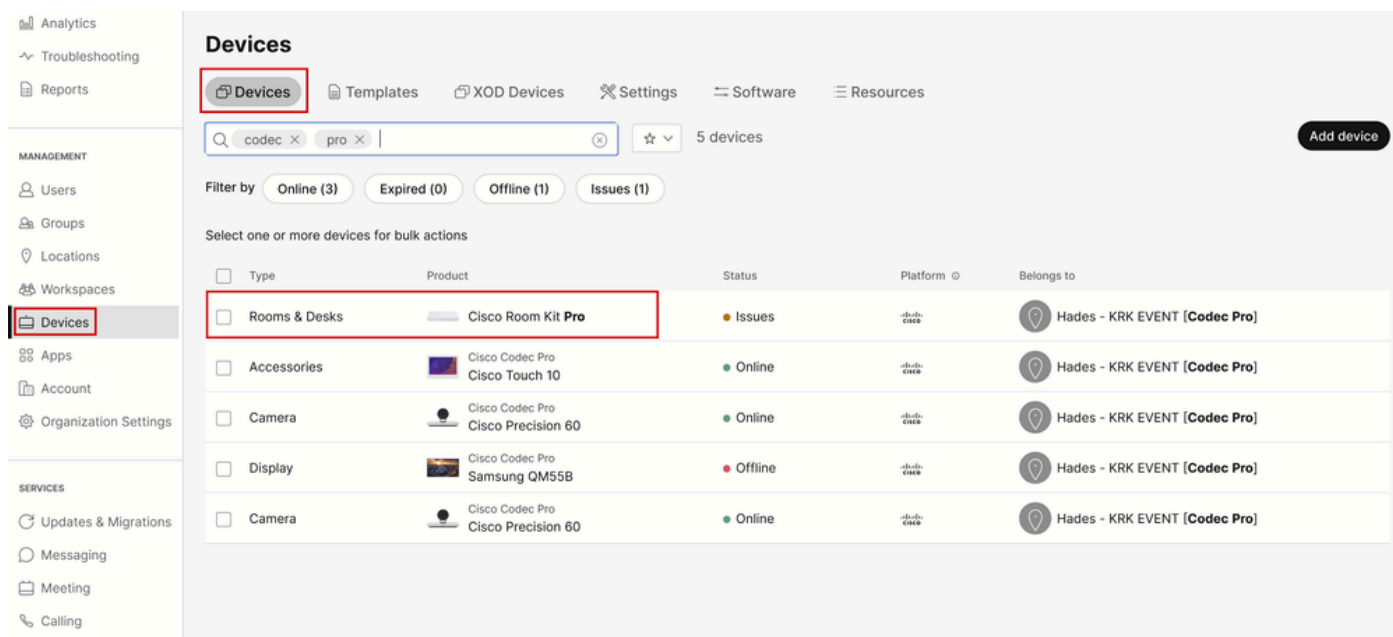 Analytics
Troubleshooting
Reports
MANAGEMENT
Users
Groups
Locations
Workspaces
Devices
Apps
Account
Organization Settings
SERVICES
Updates & Migrations
Messaging
Meeting
Calling
Devices
Devices Templates XOD Devices Settings Software Resources
codec pro 5 devices Add device
Filter by Online (3) Expired (0) Offline (1) Issues (1)
Select one or more devices for bulk actions
Type Product Status Platform Belongs to
Rooms & Desks Cisco Room Kit Pro Issues CISCO Hades - KRK EVENT [Codec Pro]
Accessories Cisco Codec Pro
Cisco Touch 10 Online CISCO Hades - KRK EVENT [Codec Pro]
Camera Cisco Codec Pro
Cisco Precision 60 Online CISCO Hades - KRK EVENT [Codec Pro]
Display Cisco Codec Pro
Samsung QM55B Offline CISCO Hades - KRK EVENT [Codec Pro]
Camera Cisco Codec Pro
Cisco Precision 60 Online CISCO Hades - KRK EVENT [Codec Pro]